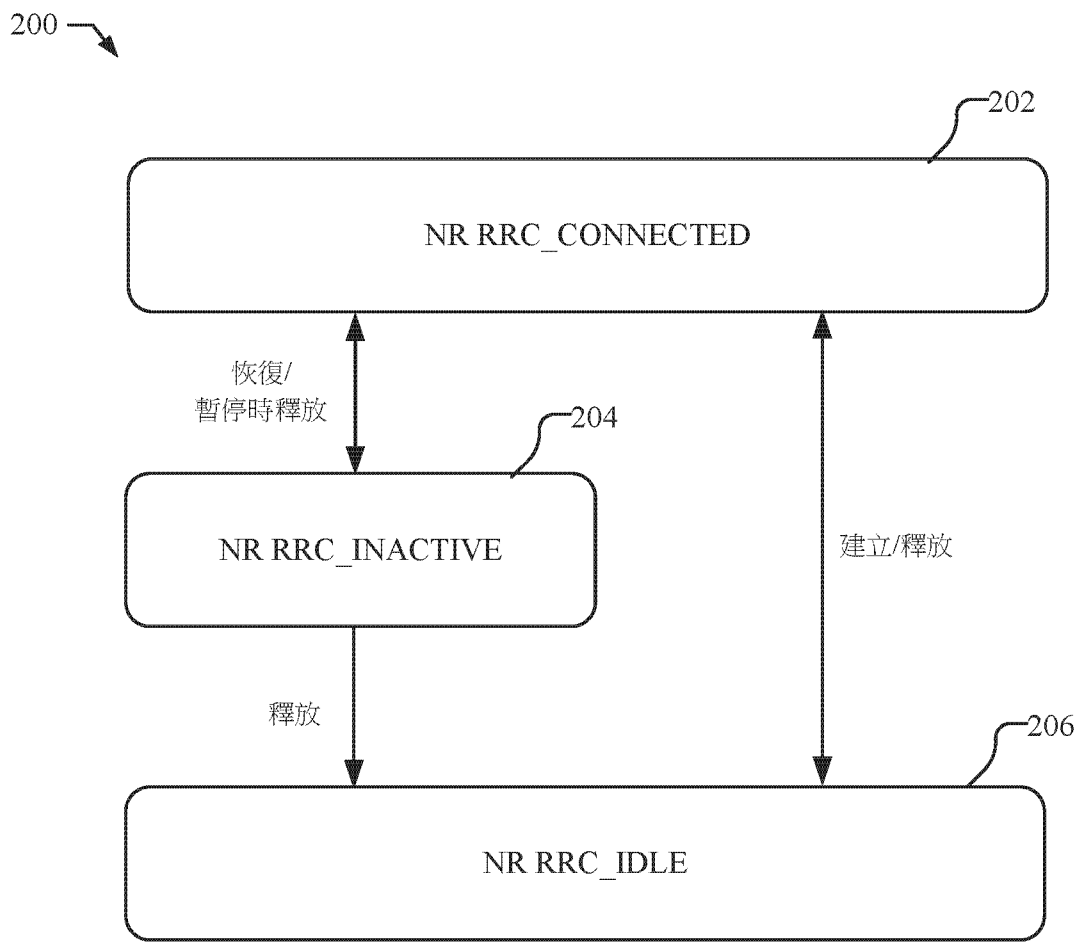 200
202
NR RRC_CONNECTED
恢復/
暫停時釋放
204
NR RRC_INACTIVE
建立/釋放
釋放
206
NR RRC_IDLE